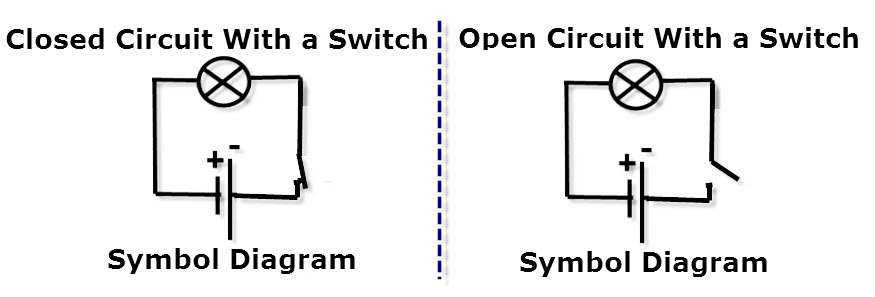 Closed Circuit With a Switch
+ -
Symbol Diagram
Open Circuit With a Switch
+ -
Symbol Diagram